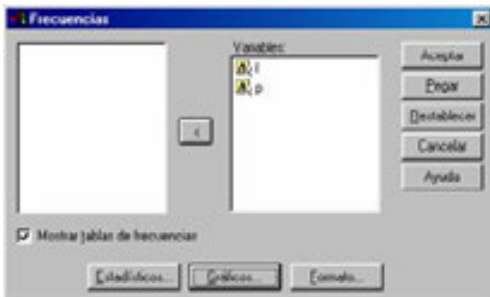 Frecuencias
Variables:
l
p
Aceptar
Pegar
Restablecer
Cancelar
Ayuda
Mostrar tablas de frecuencias
Estadísticos...
Gráficos...
Formato...